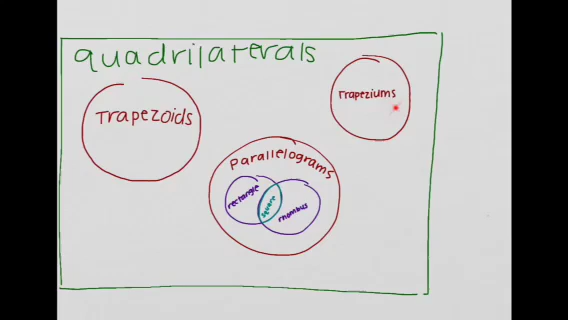 quadrilaterals
Trapeziums
Trapezoids
Parallelograms
rectangle
square
rhombus